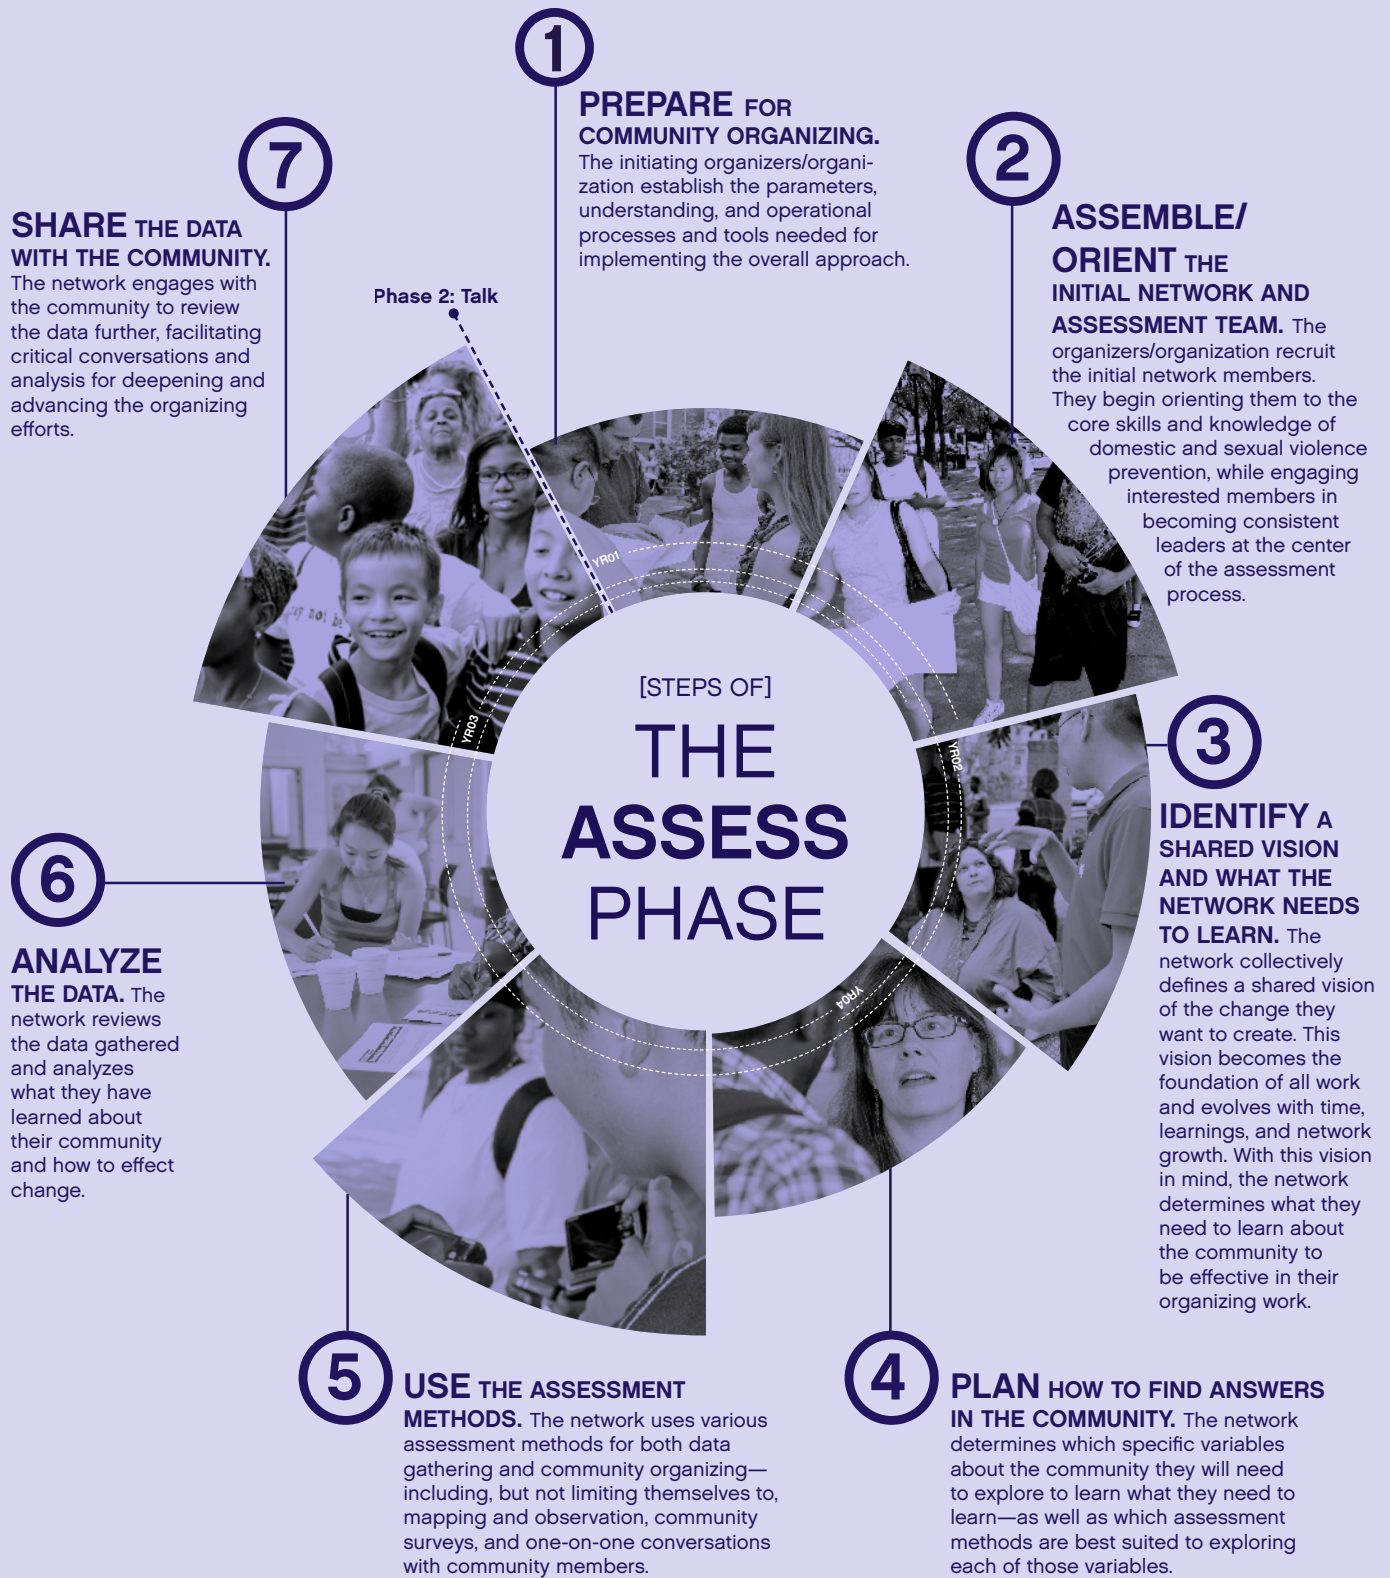 1
PREPARE FOR
COMMUNITY ORGANIZING.
The initiating organizers/organi-
zation establish the parameters,
understanding, and operational
processes and tools needed for
implementing the overall approach.
2
ASSEMBLE/
ORIENT THE
INITIAL NETWORK AND
ASSESSMENT TEAM. The
organizers/organization recruit
the initial network members.
They begin orienting them to the
core skills and knowledge of
domestic and sexual violence
prevention, while engaging
interested members in
becoming consistent
leaders at the center
of the assessment
process.
3
IDENTIFY A
SHARED VISION
AND WHAT THE
NETWORK NEEDS
TO LEARN. The
network collectively
defines a shared vision
of the change they
want to create. This
vision becomes the
foundation of all work
and evolves with time,
learnings, and network
growth. With this vision
in mind, the network
determines what they
need to learn about
the community to
be effective in their
organizing work.
4
PLAN HOW TO FIND ANSWERS
IN THE COMMUNITY. The network
determines which specific variables
about the community they will need
to explore to learn what they need to
learn—as well as which assessment
methods are best suited to exploring
each of those variables.
5
USE THE ASSESSMENT
METHODS. The network uses various
assessment methods for both data
gathering and community organizing—
including, but not limiting themselves to,
mapping and observation, community
surveys, and one-on-one conversations
with community members.
6
ANALYZE
THE DATA. The
network reviews
the data gathered
and analyzes
what they have
learned about
their community
and how to effect
change.
7
SHARE THE DATA
WITH THE COMMUNITY.
The network engages with
the community to review
the data further, facilitating
critical conversations and
analysis for deepening and
advancing the organizing
efforts.
Phase 2: Talk
YR01
YR02
YR03
YR04
[STEPS OF]
THE
ASSESS
PHASE